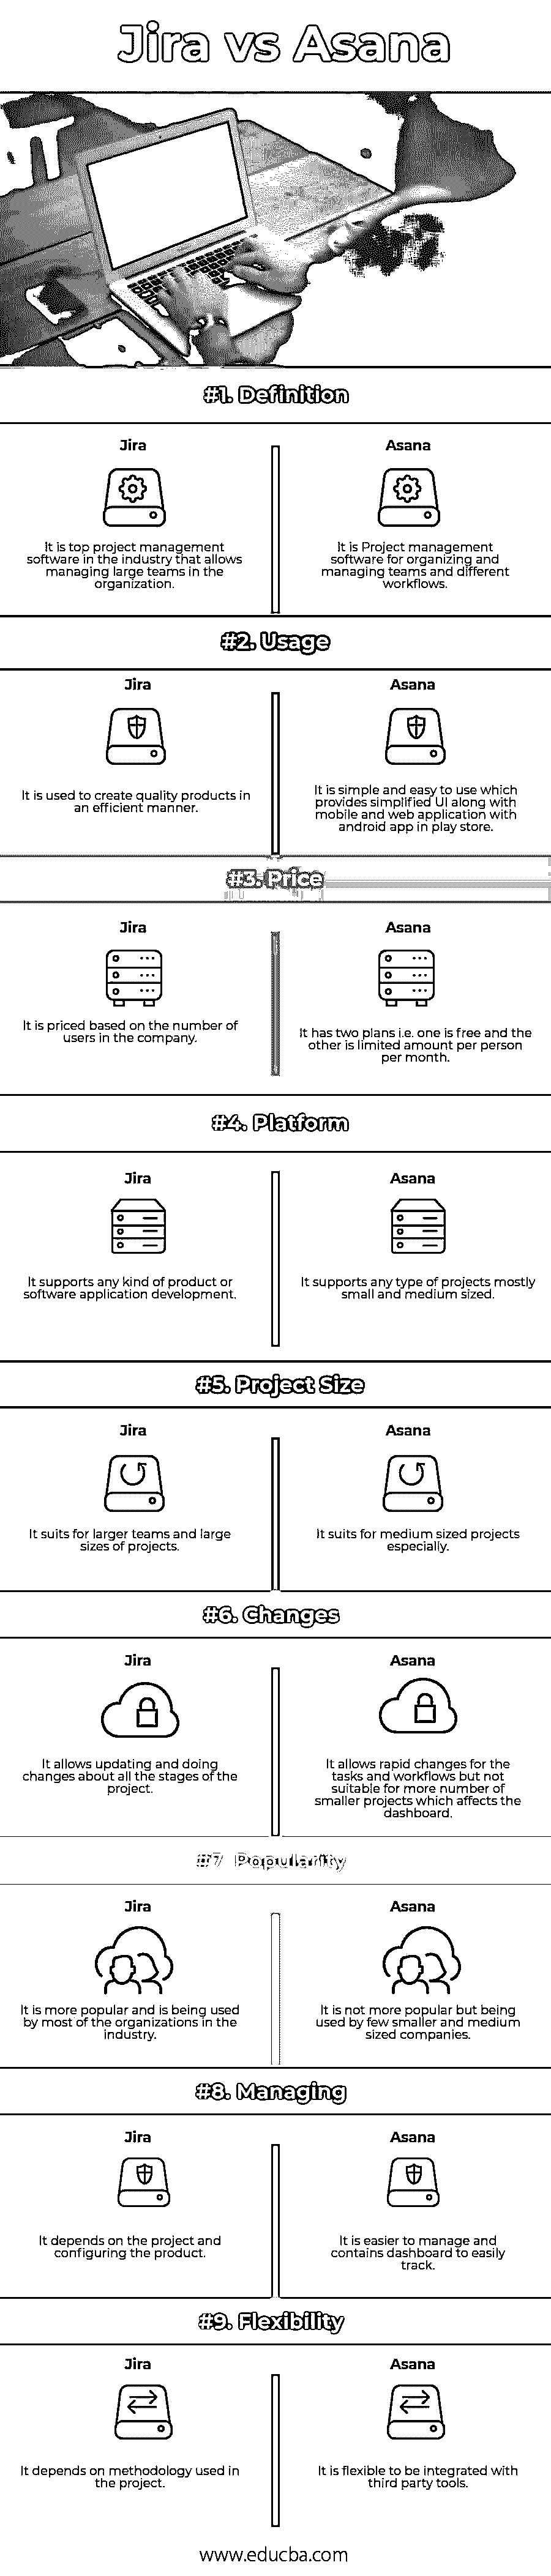 Jira vs Asana
#1. Definition
Jira
It is top project management
software in the industry that allows
managing large teams in the
organization.
Asana
It is Project management
software for organizing and
managing teams and different
workflows.
#2. Usage
Jira
It is used to create quality products in
an efficient manner.
Asana
It is simple and easy to use which
provides simplified UI along with
mobile and web application with
android app in play store.
#3. Price
Jira
It is priced based on the number of
users in the company.
Asana
It has two plans i.e. one is free and the
other is limited amount per person
per month.
#4. Platform
Jira
It supports any kind of product or
software application development.
Asana
It supports any type of projects mostly
small and medium sized.
#5. Project Size
Jira
It suits for larger teams and large
sizes of projects.
Asana
It suits for medium sized projects
especially.
#6. Changes
Jira
It allows updating and doing
changes about all the stages of the
project.
Asana
It allows rapid changes for the
tasks and workflows but not
suitable for more number of
smaller projects which affects the
dashboard.
#7. Popularity
Jira
It is more popular and is being used
by most of the organizations in the
industry.
Asana
It is not more popular but being
used by few smaller and medium
sized companies.
#8. Managing
Jira
It depends on the project and
configuring the product.
Asana
It is easier to manage and
contains dashboard to easily
track.
#9. Flexibility
Jira
It depends on methodology used in
the project.
Asana
It is flexible to be integrated with
third party tools.
www.educba.com